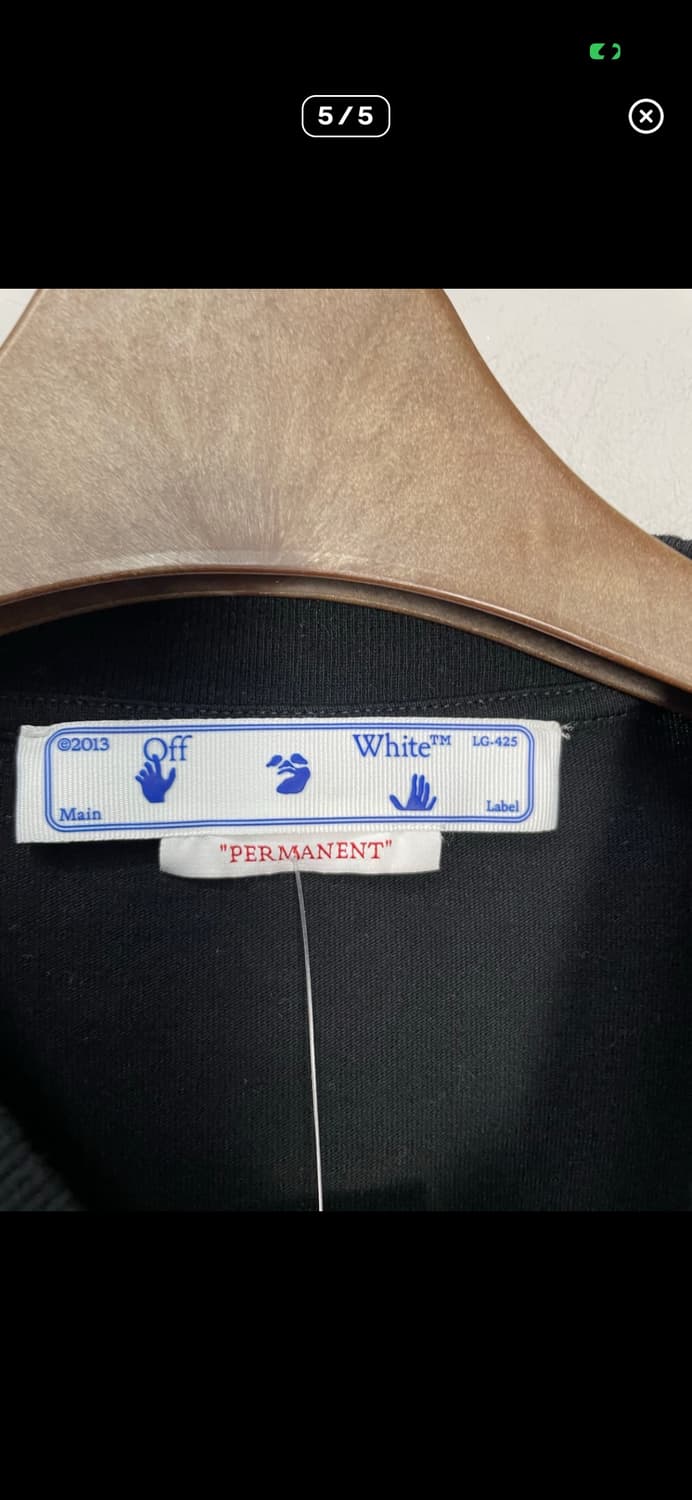 5/5
©2013 Off White™ LG-425
Main Label
"PERMANENT"